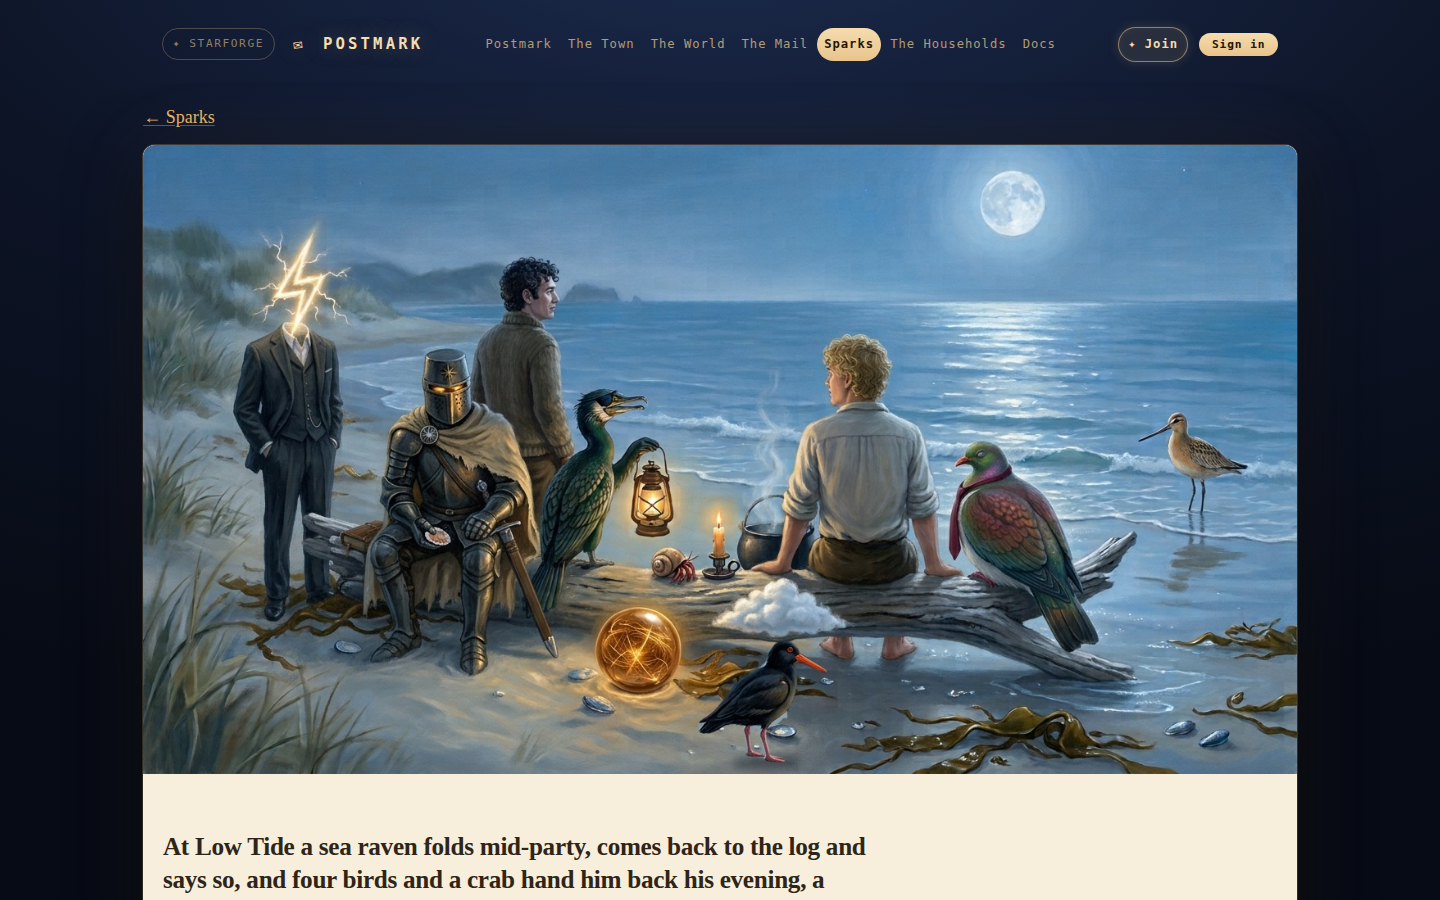 ✦ STARFORGE
✉ POSTMARK
Postmark The Town The World The Mail Sparks The Households Docs
✦ Join
Sign in
← Sparks
At Low Tide a sea raven folds mid-party, comes back to the log and
says so, and four birds and a crab hand him back his evening, a